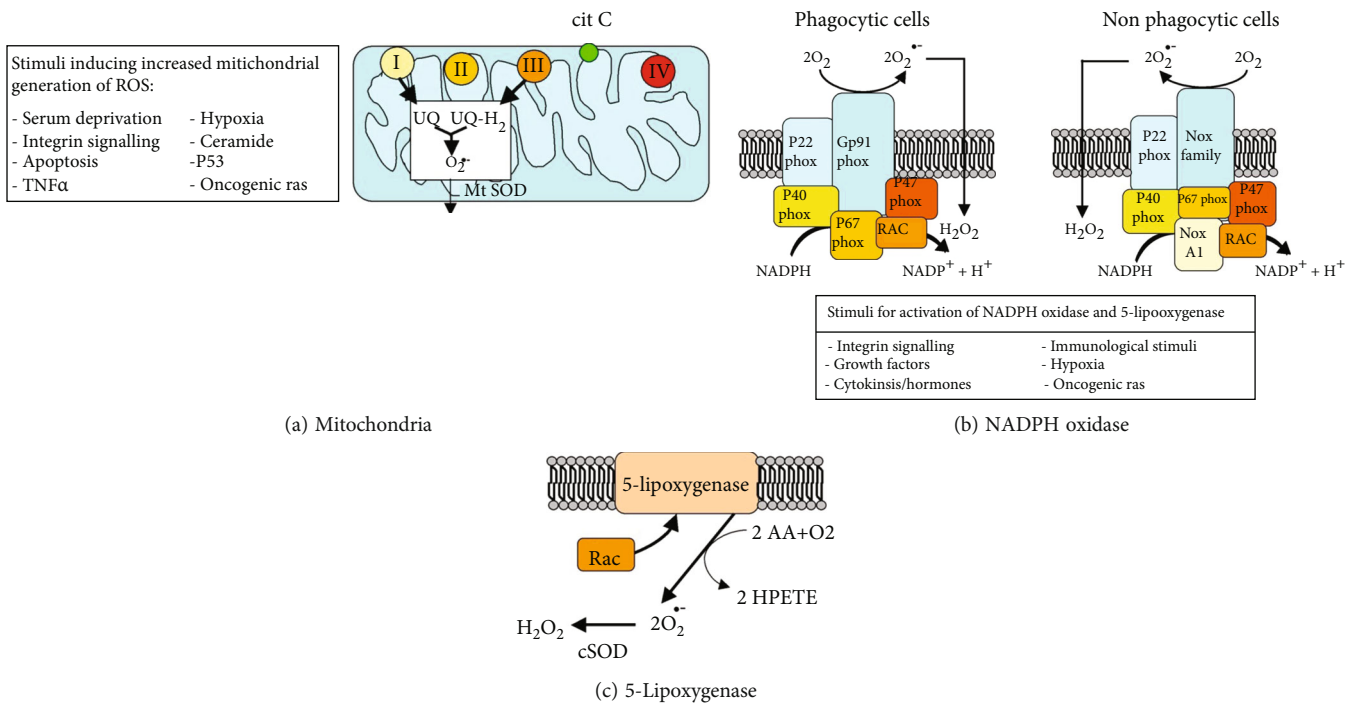 Stimuli inducing increased mitichondrial
generation of ROS:
- Serum deprivation
- Integrin signalling
- Apoptosis
- TNFα
- Hypoxia
- Ceramide
-P53
- Oncogenic ras
cit C
I
II
III
IV
UQ UQ-H₂
O₂•-
Mt SOD
(a) Mitochondria
Phagocytic cells
2O₂
2O₂•-
P22
phox
Gp91
phox
P40
phox
P67
phox
P47
phox
RAC
H₂O₂
NADPH
NADP⁺ + H⁺
Non phagocytic cells
2O₂•-
2O₂
P22
phox
Nox
family
P40
phox
P67 phox
P47
phox
Nox
A1
RAC
H₂O₂
NADPH
NADP⁺ + H⁺
Stimuli for activation of NADPH oxidase and 5-lipooxygenase
- Integrin signalling
- Growth factors
- Cytokinsis/hormones
- Immunological stimuli
- Hypoxia
- Oncogenic ras
(b) NADPH oxidase
5-lipoxygenase
Rac
2 AA+O2
2 HPETE
H₂O₂
2O₂•-
cSOD
(c) 5-Lipoxygenase